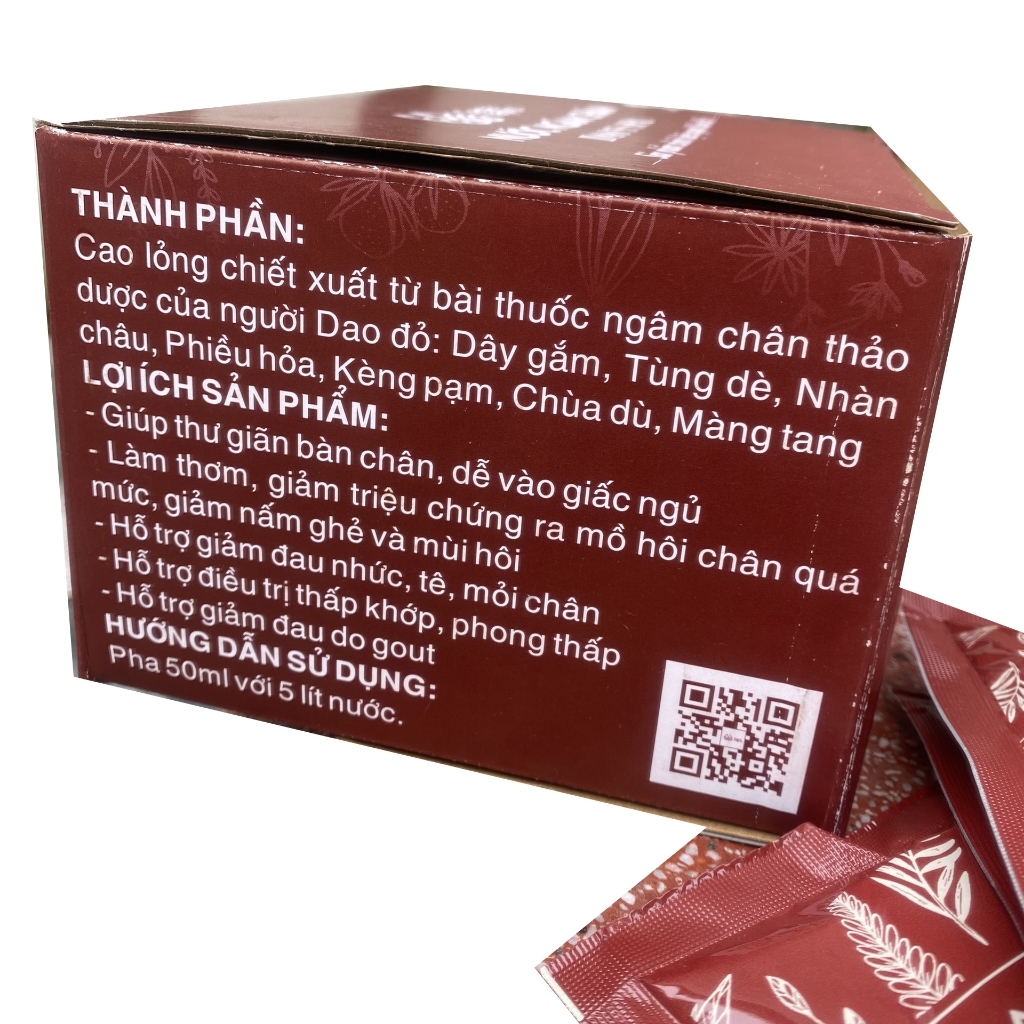 THÀNH PHẦN:
Cao lỏng chiết xuất từ bài thuốc ngâm chân thảo
dược của người Dao đỏ: Dây gắm, Tùng dè, Nhàn
châu, Phiều hỏa, Kèng pạm, Chùa dù, Màng tang
LỢI ÍCH SẢN PHẨM:
- Giúp thư giãn bàn chân, dễ vào giấc ngủ
- Làm thơm, giảm triệu chứng ra mồ hôi chân quá
mức, giảm nấm ghẻ và mùi hôi
- Hỗ trợ giảm đau nhức, tê, mỏi chân
- Hỗ trợ điều trị thấp khớp, phong thấp
- Hỗ trợ giảm đau do gout
HƯỚNG DẪN SỬ DỤNG:
Pha 50ml với 5 lít nước.